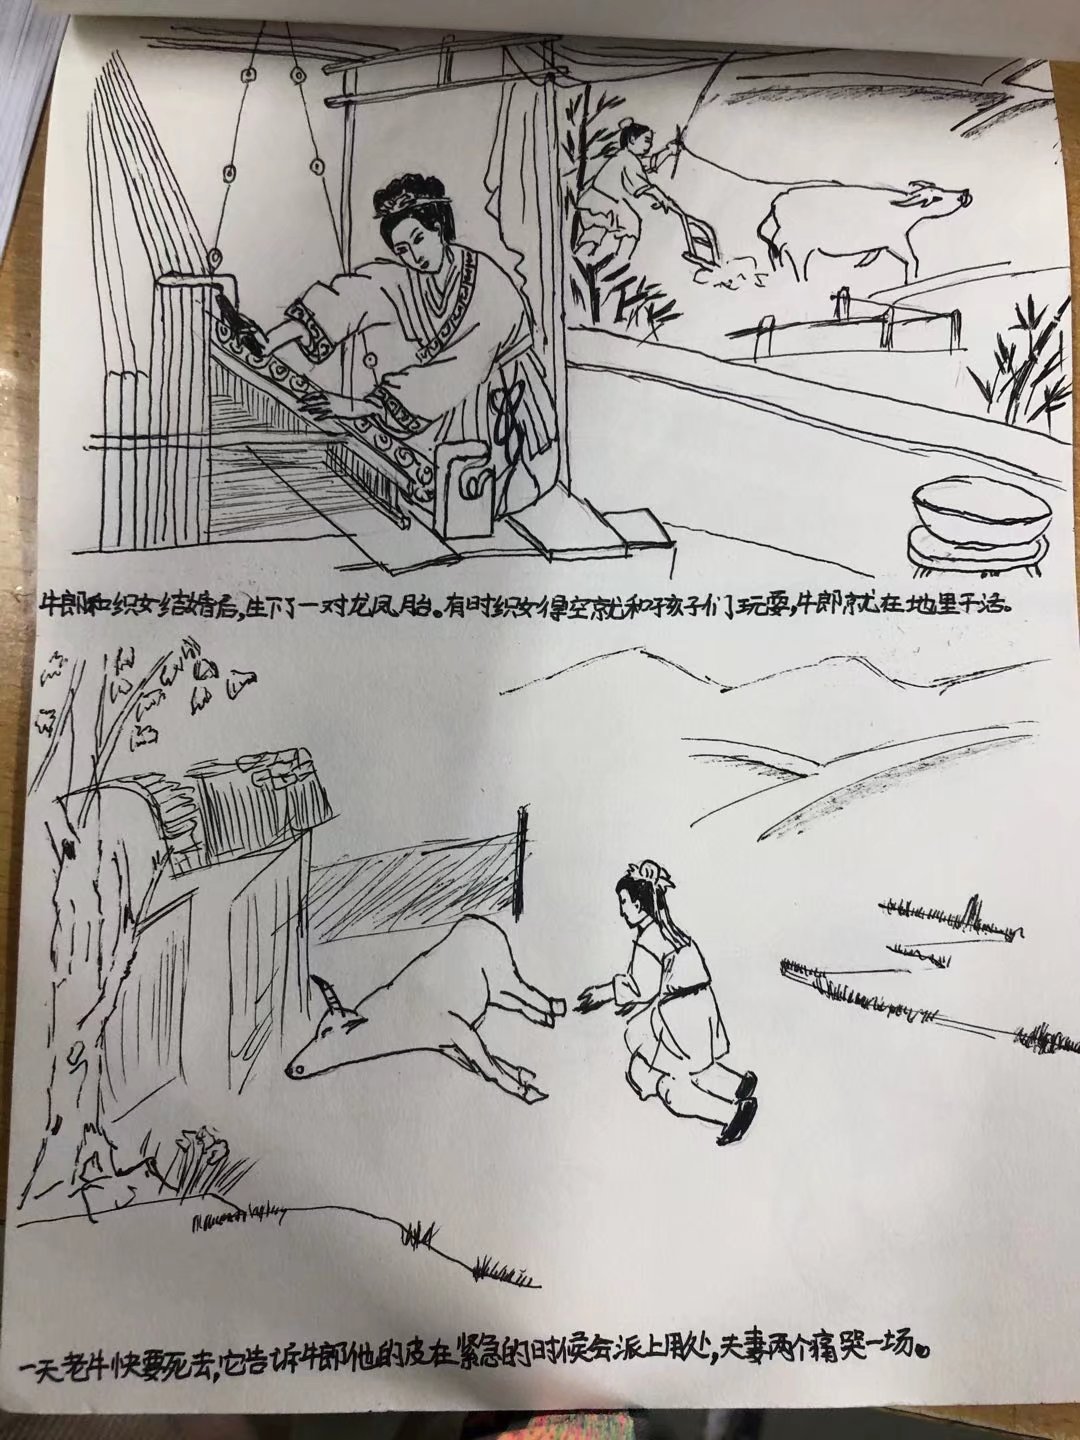 牛郎和织女结婚后,生下了一对龙凤胎。有时织女得空就和孩子们玩耍,牛郎就在地里干活。
一天老牛快要死去,它告诉牛郎他的皮在紧急的时候会派上用处,夫妻两个痛哭一场。